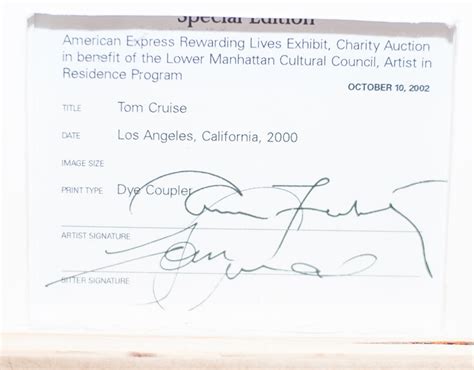 Special Edition
American Express Rewarding Lives Exhibit, Charity Auction
in benefit of the Lower Manhattan Cultural Council, Artist in
Residence Program
OCTOBER 10, 2002
TITLE Tom Cruise
DATE Los Angeles, California, 2000
IMAGE SIZE
PRINT TYPE Dye Coupler
ARTIST SIGNATURE
SITTER SIGNATURE